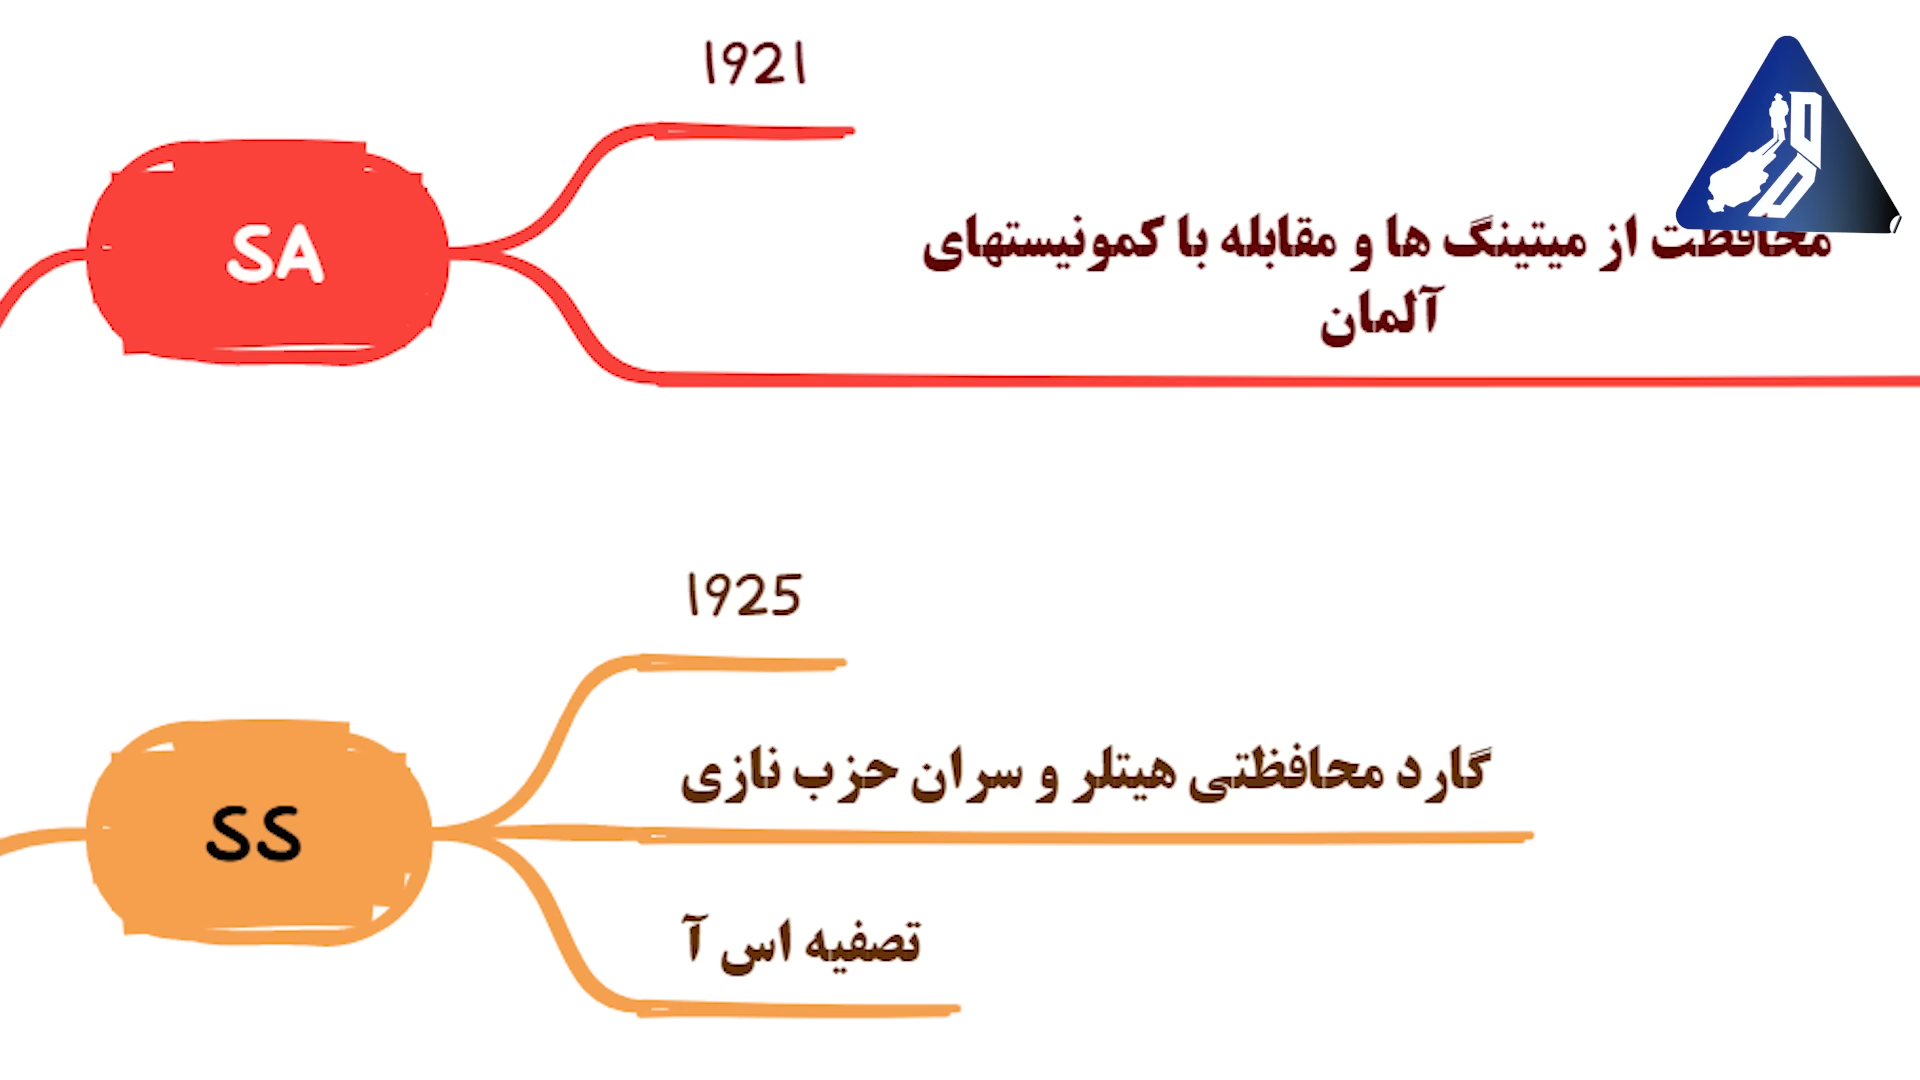 1921
SA
محافظت از میتینگ ها و مقابله با کمونیستهای
آلمان
1925
گارد محافظتی هیتلر و سران حزب نازی
SS
تصفیه اس آ